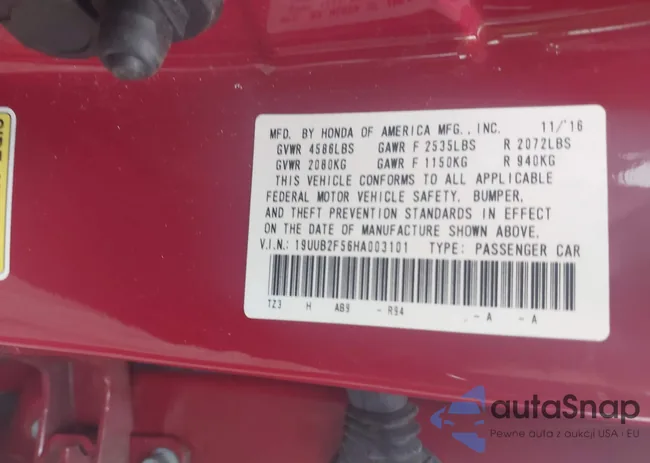 MFD. BY HONDA OF AMERICA MFG., INC. 11/'16
GVWR 4586LBS GAWR F 2535LBS R 2072LBS
GVWR 2080KG GAWR F 1150KG R 940KG
THIS VEHICLE CONFORMS TO ALL APPLICABLE
FEDERAL MOTOR VEHICLE SAFETY, BUMPER,
AND THEFT PREVENTION STANDARDS IN EFFECT
ON THE DATE OF MANUFACTURE SHOWN ABOVE.
V.I.N.: 19UUB2F56HA003101 TYPE: PASSENGER CAR
TZ3 H AB9 - R94 - A - A
autaSnap
Pewne auta z aukcji USA i EU